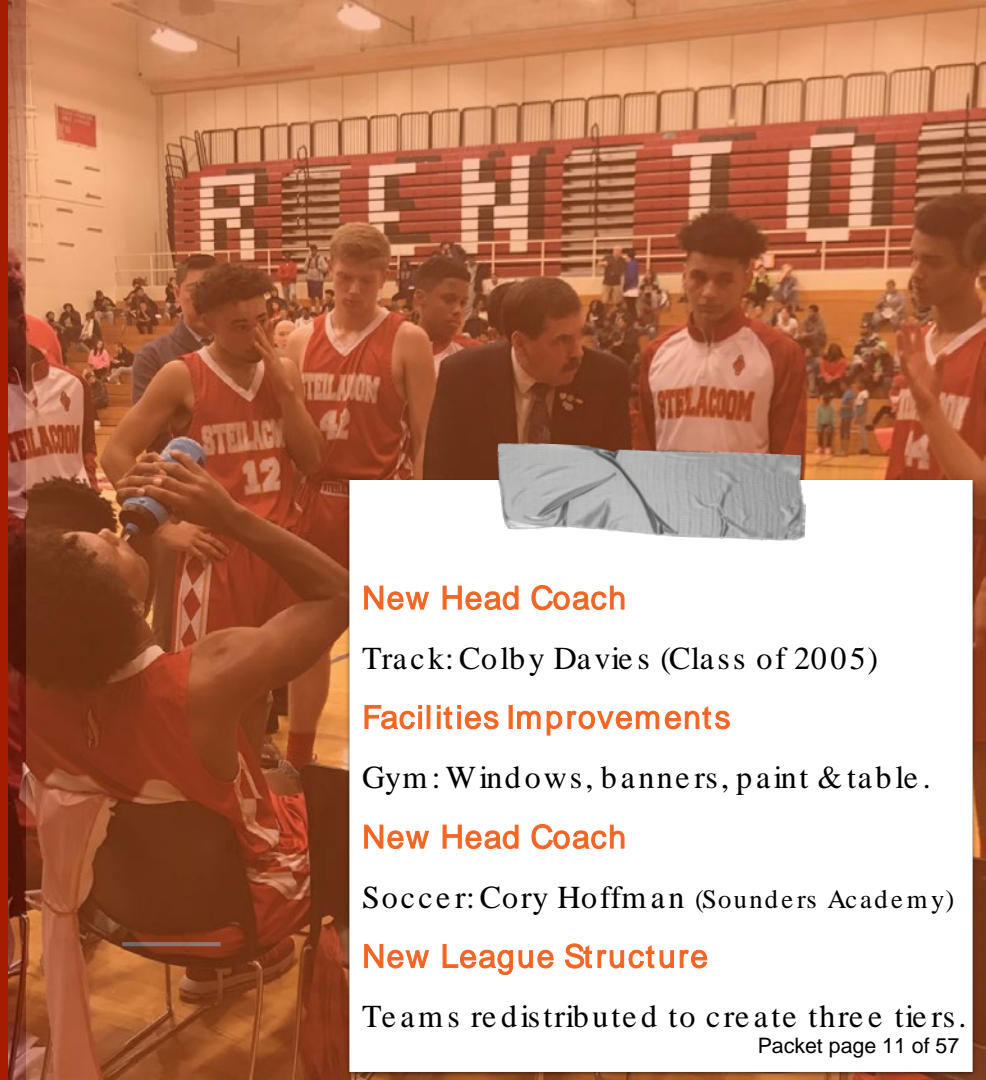 R E N T O
STEILACOOM
STEILACOOM
12
STEILACOOM
42
STEILACOOM
44
New Head Coach
Track: Colby Davies (Class of 2005)
Facilities Improvements
Gym: Windows, banners, paint & table.
New Head Coach
Soccer: Cory Hoffman (Sounders Academy)
New League Structure
Teams redistributed to create three tiers.
Packet page 11 of 57